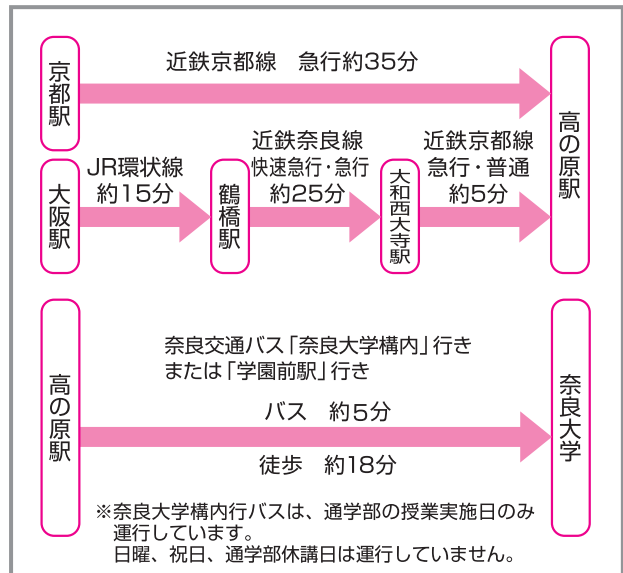 京都駅
近鉄京都線　急行約35分
高の原駅
大阪駅
JR環状線
約15分
鶴橋駅
近鉄奈良線
快速急行・急行
約25分
大和西大寺駅
近鉄京都線
急行・普通
約5分
高の原駅
奈良交通バス「奈良大学構内」行き
または「学園前駅」行き
バス　約5分
徒歩　約18分
奈良大学
※奈良大学構内行バスは、通学部の授業実施日のみ
運行しています。
日曜、祝日、通学部休講日は運行していません。